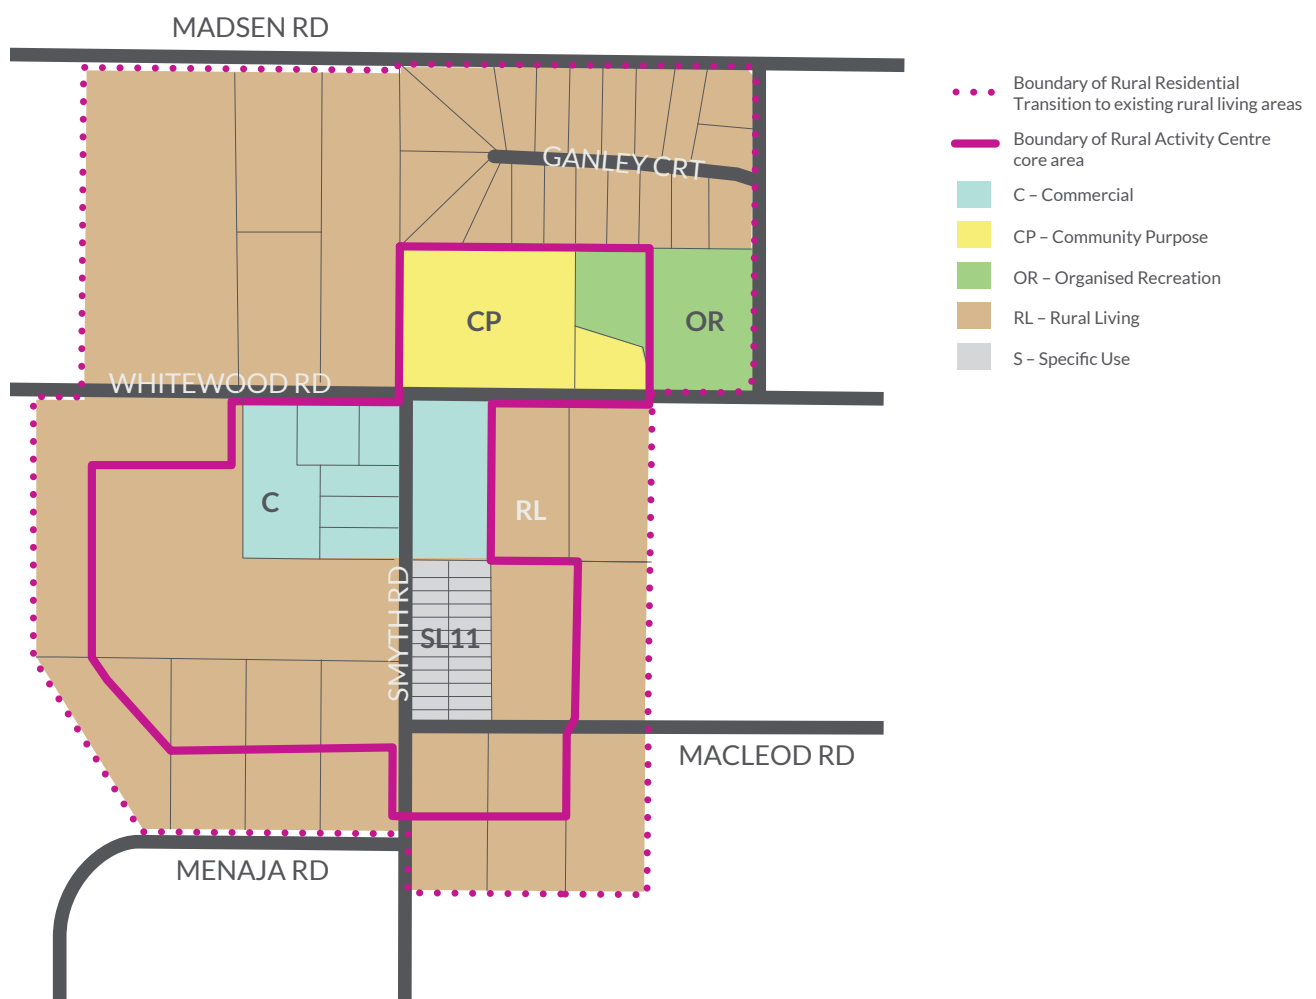 MADSEN RD
GANLEY CRT
CP
OR
WHITEWOOD RD
C
RL
SMYTH RD
SL11
MACLEOD RD
MENAJA RD
Boundary of Rural Residential
Transition to existing rural living areas
Boundary of Rural Activity Centre
core area
C – Commercial
CP – Community Purpose
OR – Organised Recreation
RL – Rural Living
S – Specific Use